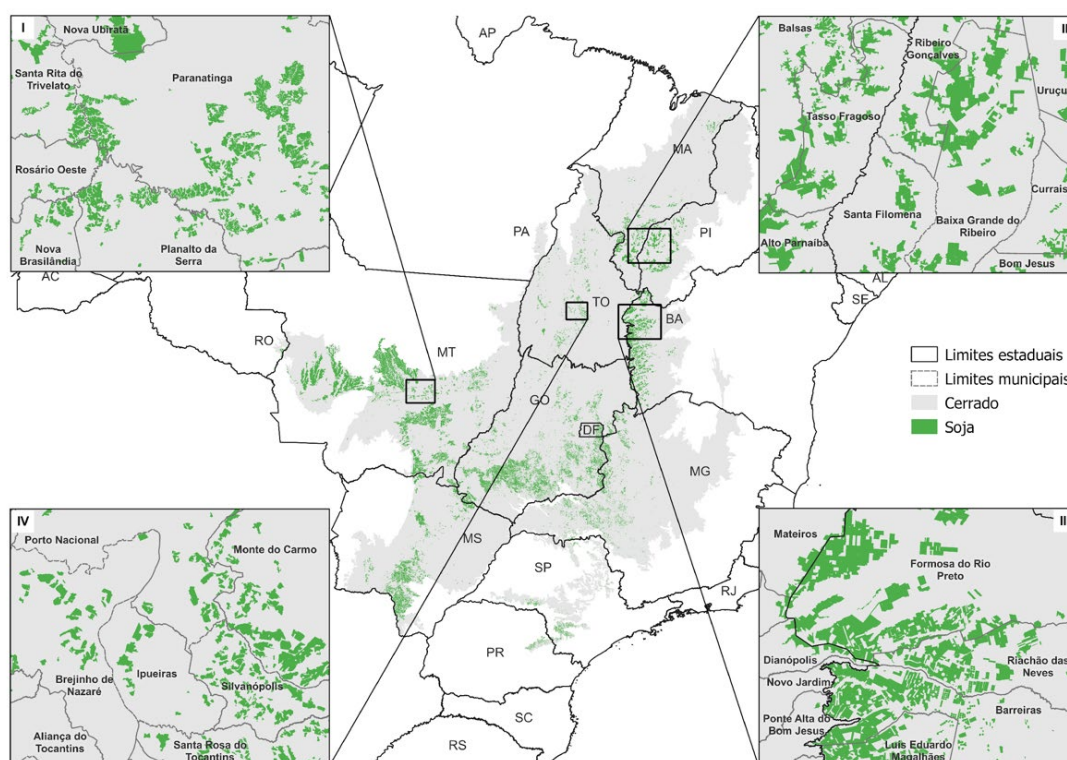 I
Nova Ubiratã
Santa Rita do
Trivelato
Paranatinga
Rosário Oeste
Nova
Brasilândia
Planalto da
Serra
II
Balsas
Ribeiro
Gonçalves
Uruçu
Tasso Fragoso
Currais
Santa Filomena
Baixa Grande do
Ribeiro
Alto Parnaíba
Bom Jesus
AP
MA
PA
PI
AC
TO
AL
SE
BA
RO
MT
GO
DF
MG
MS
SP
RJ
PR
SC
RS
Limites estaduais
Limites municipais
Cerrado
Soja
IV
Porto Nacional
Monte do Carmo
Brejinho de
Nazaré
Ipueiras
Silvanópolis
Aliança do
Tocantins
Santa Rosa do
Tocantins
II
Mateiros
Formosa do Rio
Preto
Dianópolis
Riachão das
Neves
Novo Jardim
Barreiras
Ponte Alta do
Bom Jesus
Luís Eduardo
Magalhães